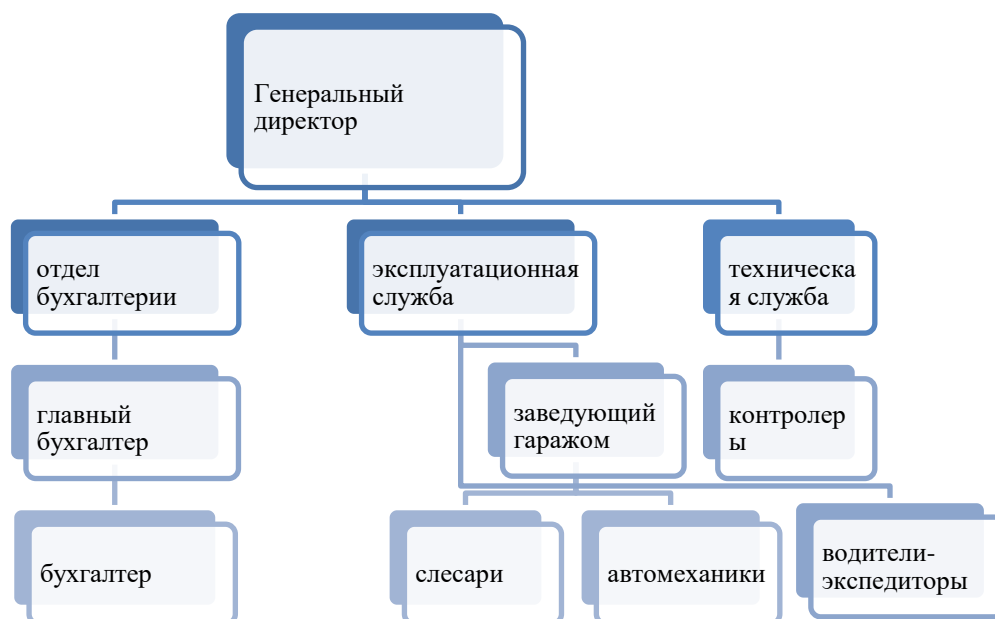 Генеральный
директор
отдел
бухгалтерии
эксплуатационная
служба
техническа
я служба
главный
бухгалтер
заведующий
гаражом
контролер
ы
бухгалтер
слесари
автомеханики
водители-
экспедиторы